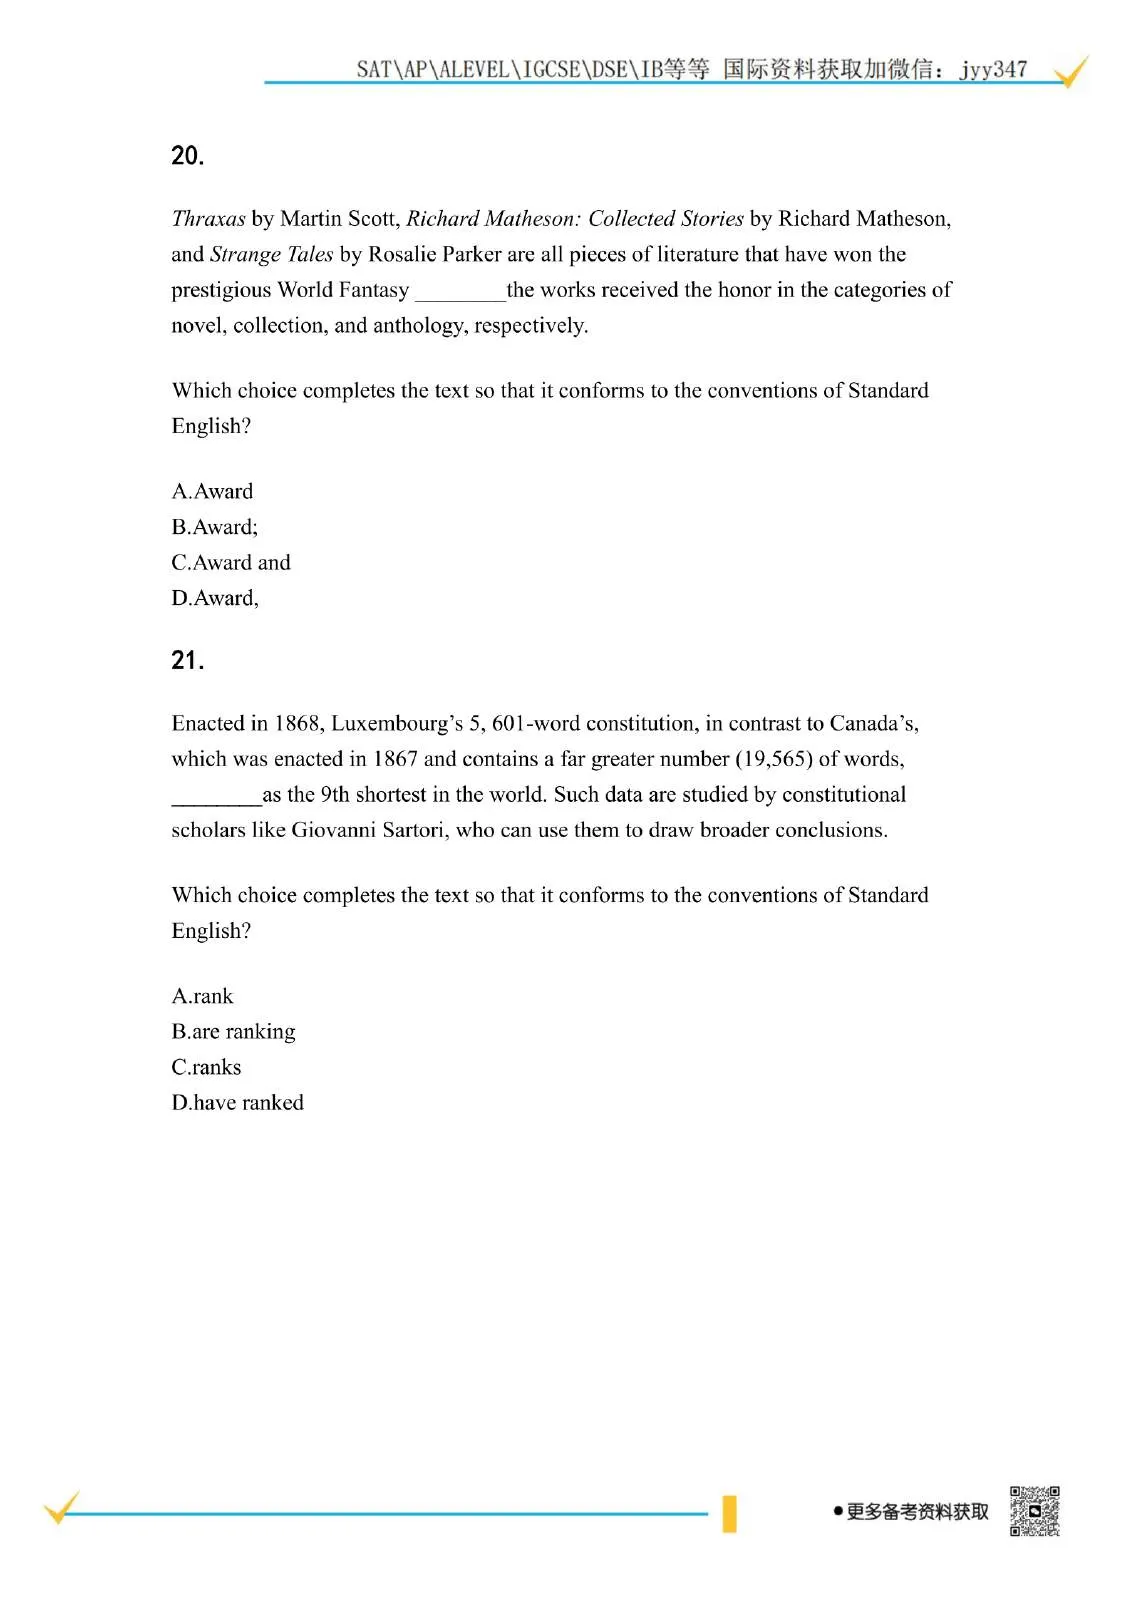 SAT\AP\ALEVEL\IGCSE\DSE\IB等等 国际资料获取加微信：jyy347
20.
Thraxas by Martin Scott, Richard Matheson: Collected Stories by Richard Matheson,
and Strange Tales by Rosalie Parker are all pieces of literature that have won the
prestigious World Fantasy ________the works received the honor in the categories of
novel, collection, and anthology, respectively.
Which choice completes the text so that it conforms to the conventions of Standard
English?
A.Award
B.Award;
C.Award and
D.Award,
21.
Enacted in 1868, Luxembourg’s 5, 601-word constitution, in contrast to Canada’s,
which was enacted in 1867 and contains a far greater number (19,565) of words,
________as the 9th shortest in the world. Such data are studied by constitutional
scholars like Giovanni Sartori, who can use them to draw broader conclusions.
Which choice completes the text so that it conforms to the conventions of Standard
English?
A.rank
B.are ranking
C.ranks
D.have ranked
●更多备考资料获取